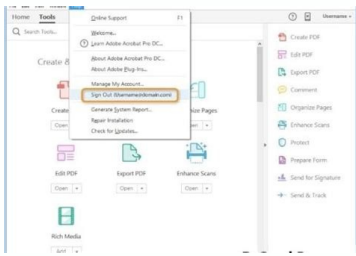 Home Tools
Online Support F1
Username
Search Tools...
Welcome...
Learn Adobe Acrobat Pro DC...
About Adobe Acrobat Pro DC...
About Adobe Plug-Ins...
Manage My Account...
Sign Out (Username@domain.com)
Generate System Report...
Repair Installation
Check for Updates...
Create &
Create
Open
Edit PDF
Open
Export PDF
Open
Enhance Scans
Open
Rich Media
Add
Create PDF
Edit PDF
Export PDF
Comment
Organize Pages
Enhance Scans
Protect
Prepare Form
Send for Signature
Send & Track